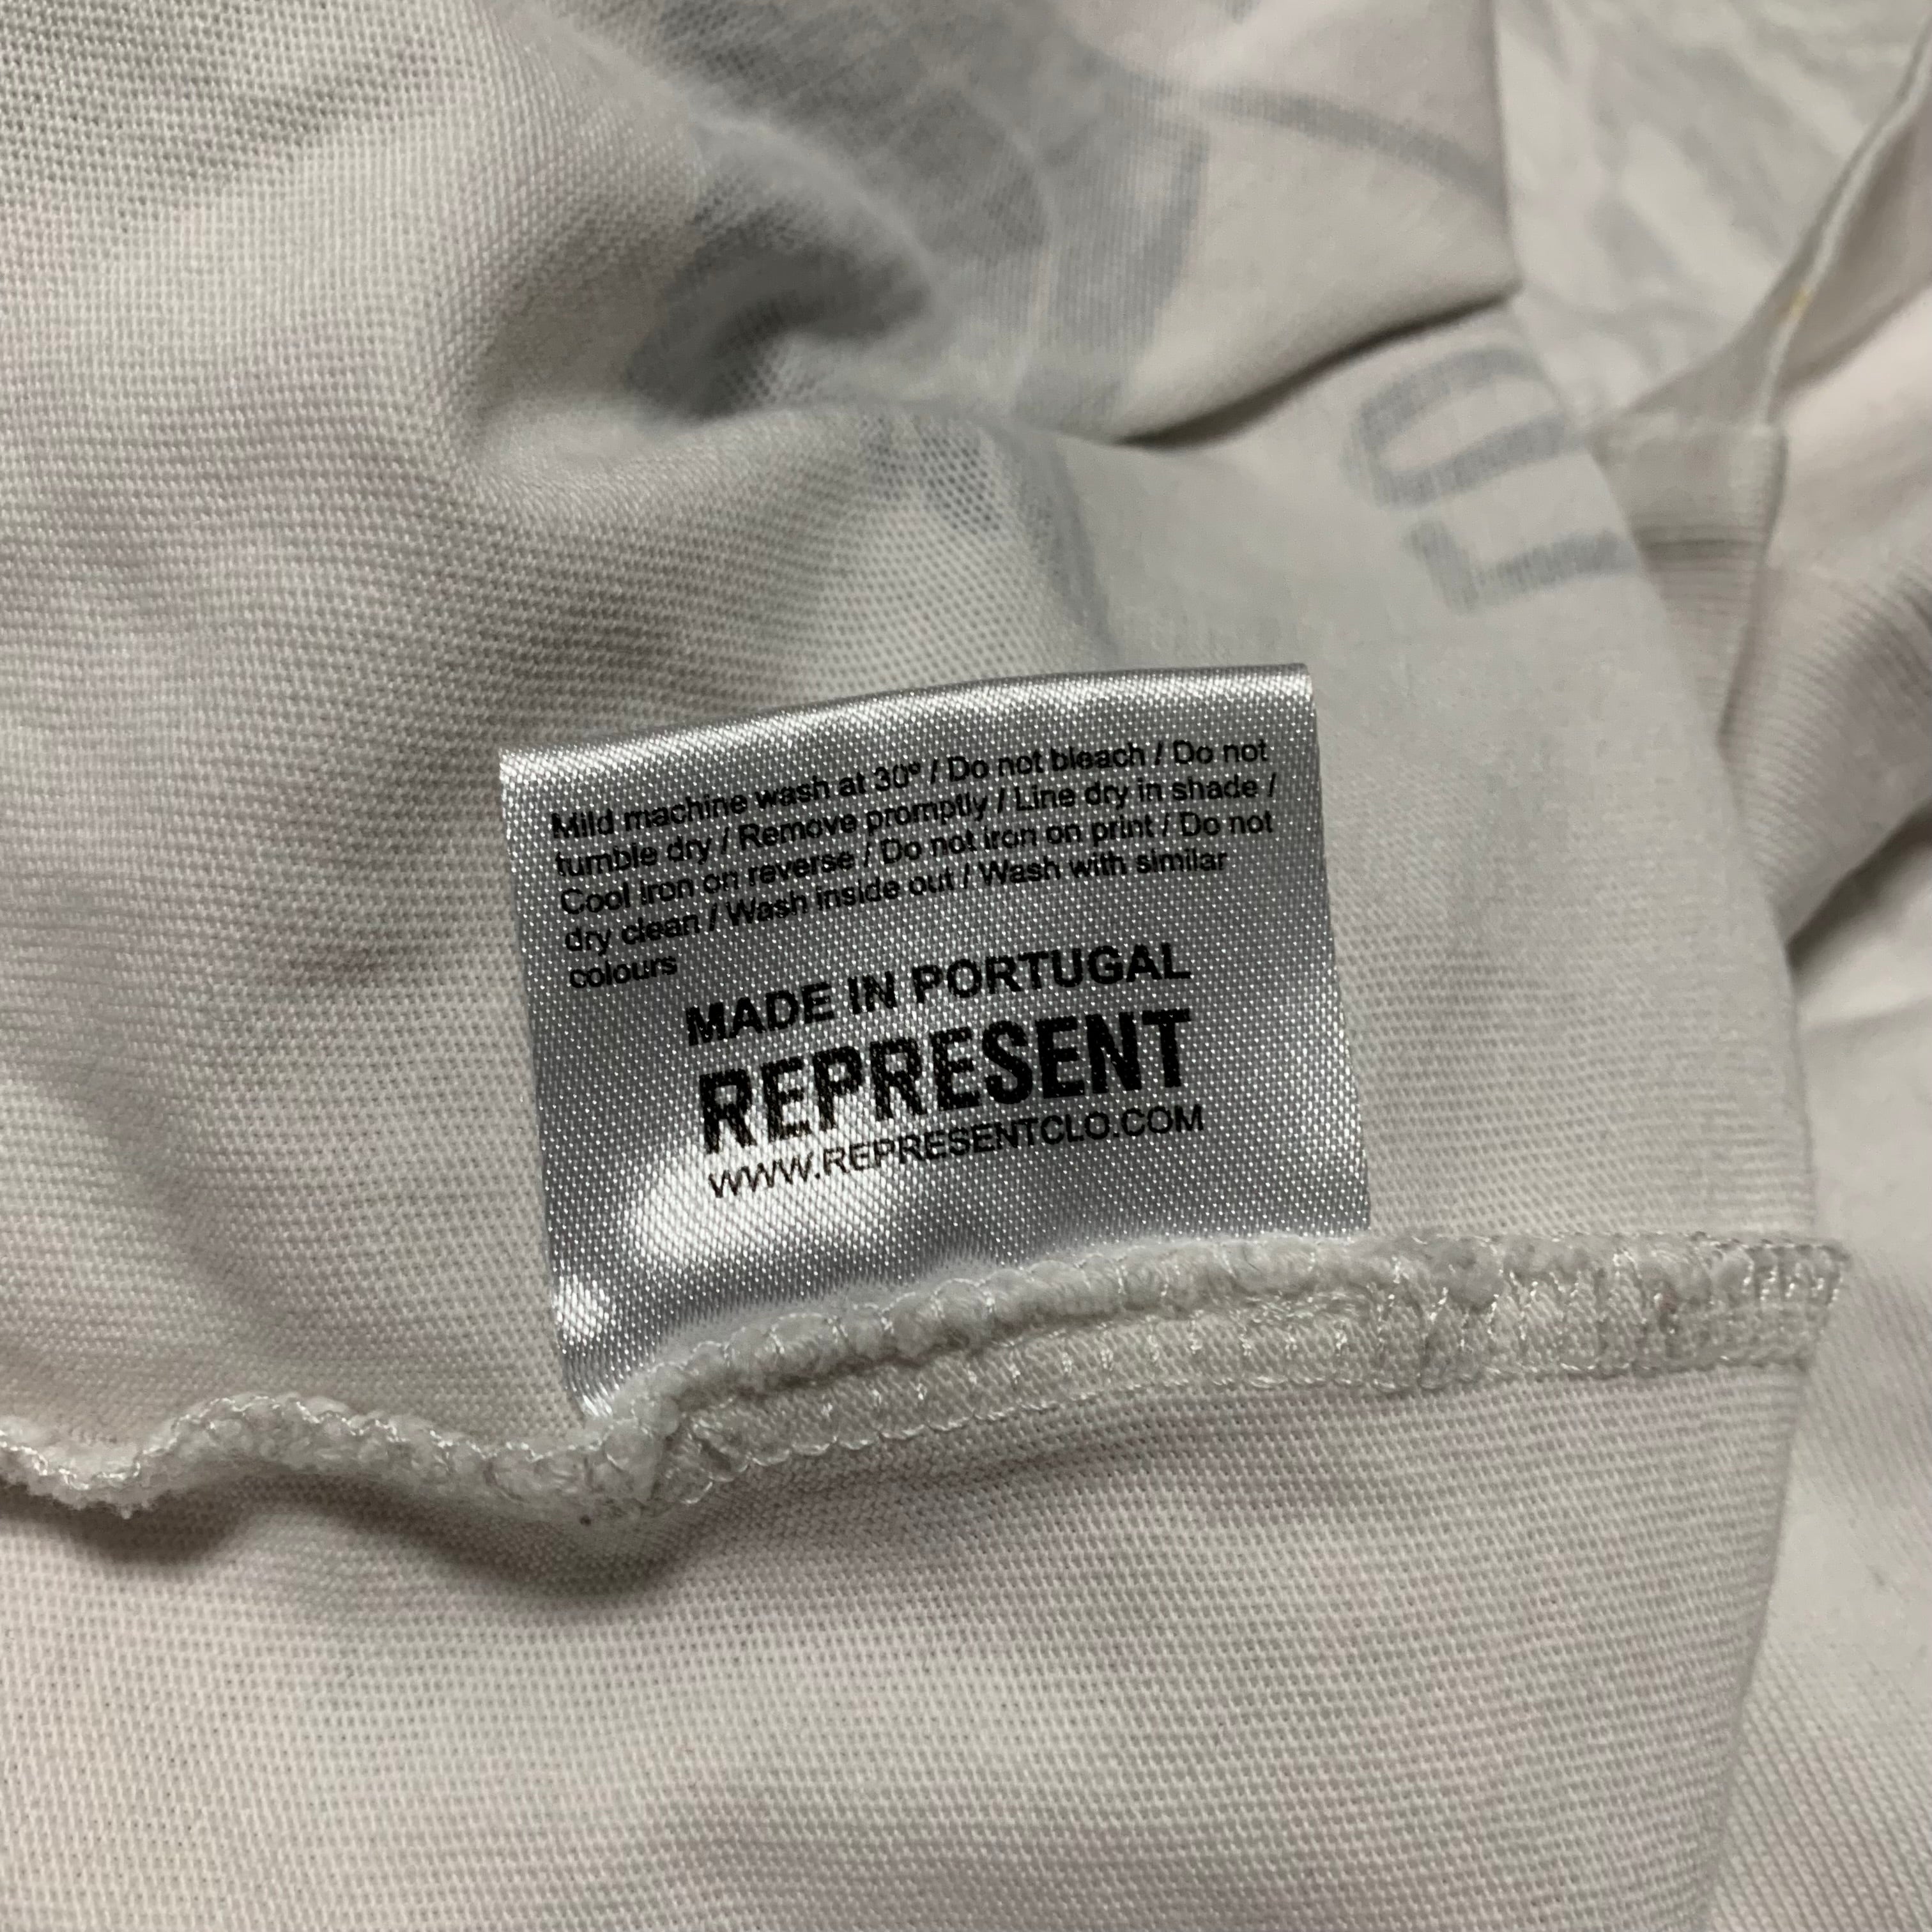 Mild machine wash at 30º / Do not bleach / Do not
tumble dry / Remove promptly / Line dry in shade /
Cool iron on reverse / Do not iron on print / Do not
dry clean / Wash inside out / Wash with similar
colours
MADE IN PORTUGAL
REPRESENT
WWW.REPRESENTCLO.COM